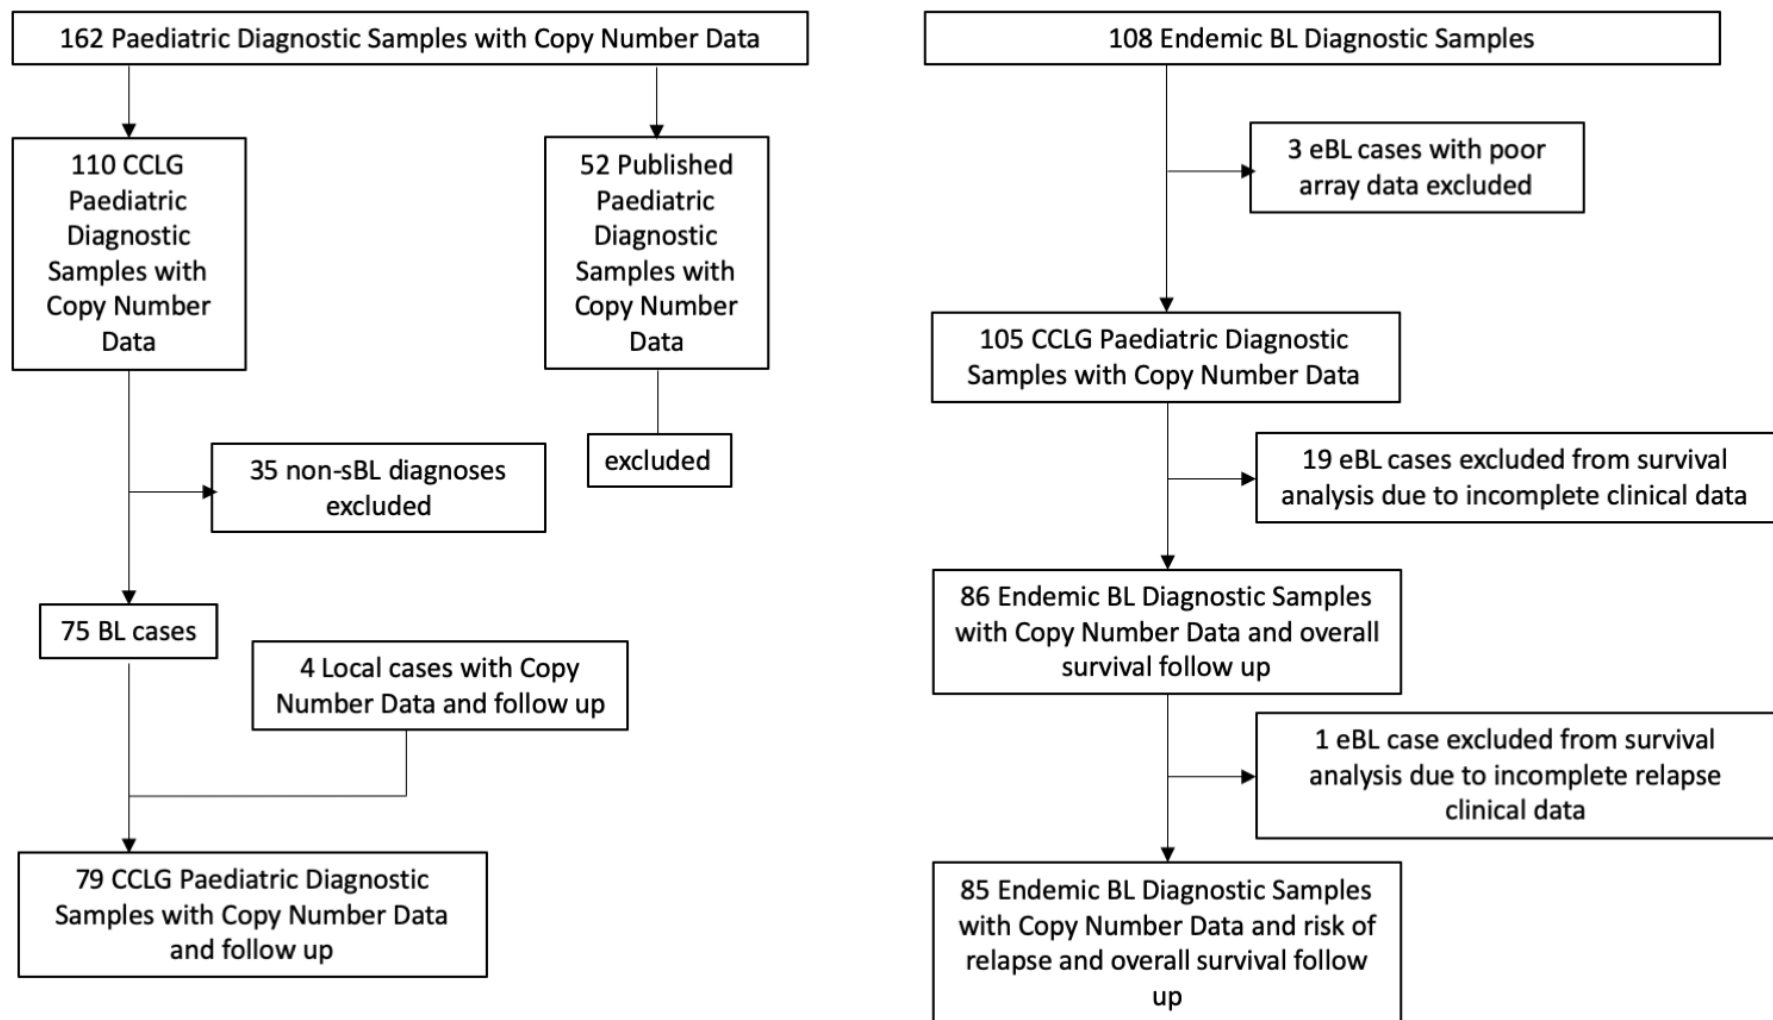 162 Paediatric Diagnostic Samples with Copy Number Data
110 CCLG
Paediatric
Diagnostic
Samples with
Copy Number
Data
52 Published
Paediatric
Diagnostic
Samples with
Copy Number
Data
excluded
35 non-sBL diagnoses
excluded
75 BL cases
4 Local cases with Copy
Number Data and follow up
79 CCLG Paediatric Diagnostic
Samples with Copy Number Data
and follow up
108 Endemic BL Diagnostic Samples
3 eBL cases with poor
array data excluded
105 CCLG Paediatric Diagnostic
Samples with Copy Number Data
19 eBL cases excluded from survival
analysis due to incomplete clinical data
86 Endemic BL Diagnostic Samples
with Copy Number Data and overall
survival follow up
1 eBL case excluded from survival
analysis due to incomplete relapse
clinical data
85 Endemic BL Diagnostic Samples
with Copy Number Data and risk of
relapse and overall survival follow
up